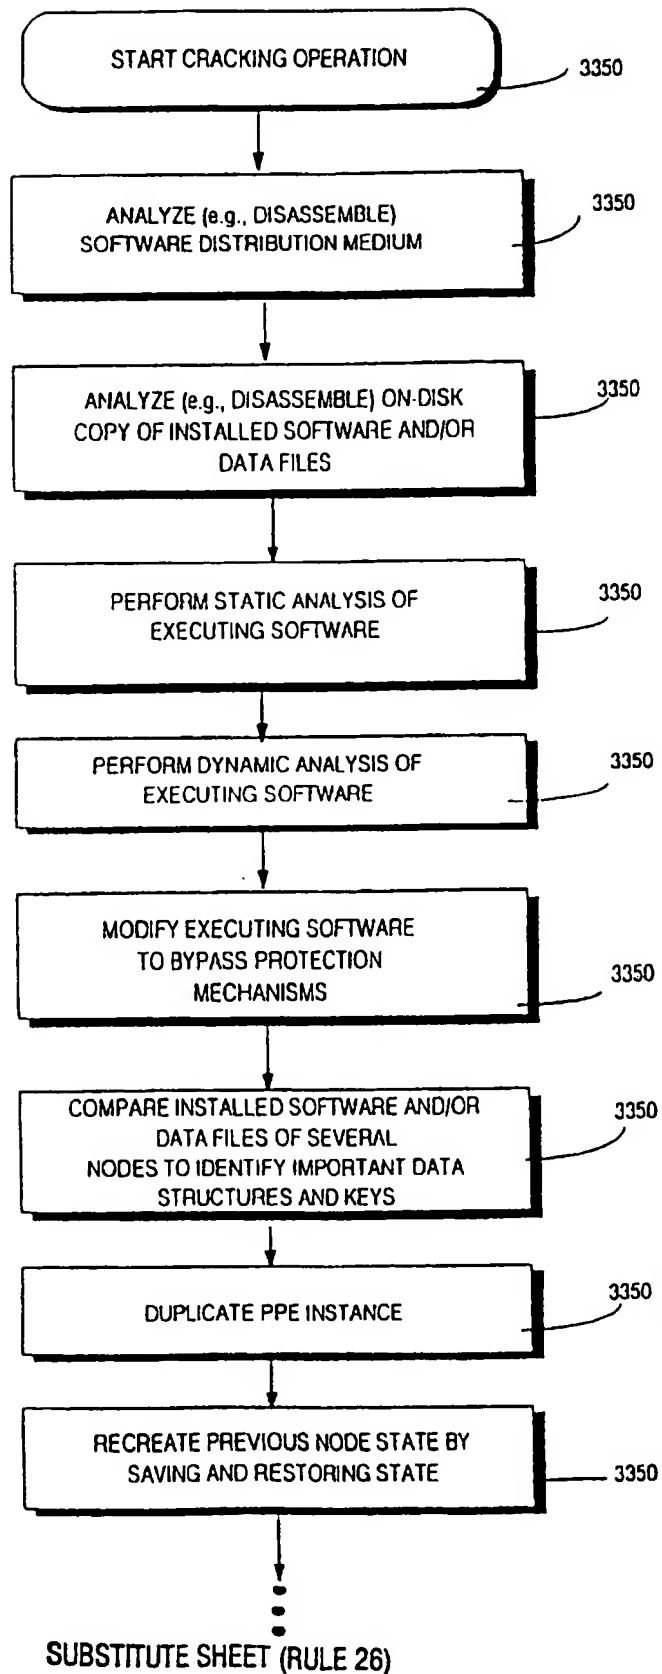 START CRACKING OPERATION
3350
ANALYZE (e.g., DISASSEMBLE)
SOFTWARE DISTRIBUTION MEDIUM
3350
ANALYZE (e.g., DISASSEMBLE) ON-DISK
COPY OF INSTALLED SOFTWARE AND/OR
DATA FILES
3350
PERFORM STATIC ANALYSIS OF
EXECUTING SOFTWARE
3350
PERFORM DYNAMIC ANALYSIS OF
EXECUTING SOFTWARE
3350
MODIFY EXECUTING SOFTWARE
TO BYPASS PROTECTION
MECHANISMS
3350
COMPARE INSTALLED SOFTWARE AND/OR
DATA FILES OF SEVERAL
NODES TO IDENTIFY IMPORTANT DATA
STRUCTURES AND KEYS
3350
DUPLICATE PPE INSTANCE
3350
RECREATE PREVIOUS NODE STATE BY
SAVING AND RESTORING STATE
3350
SUBSTITUTE SHEET (RULE 26)